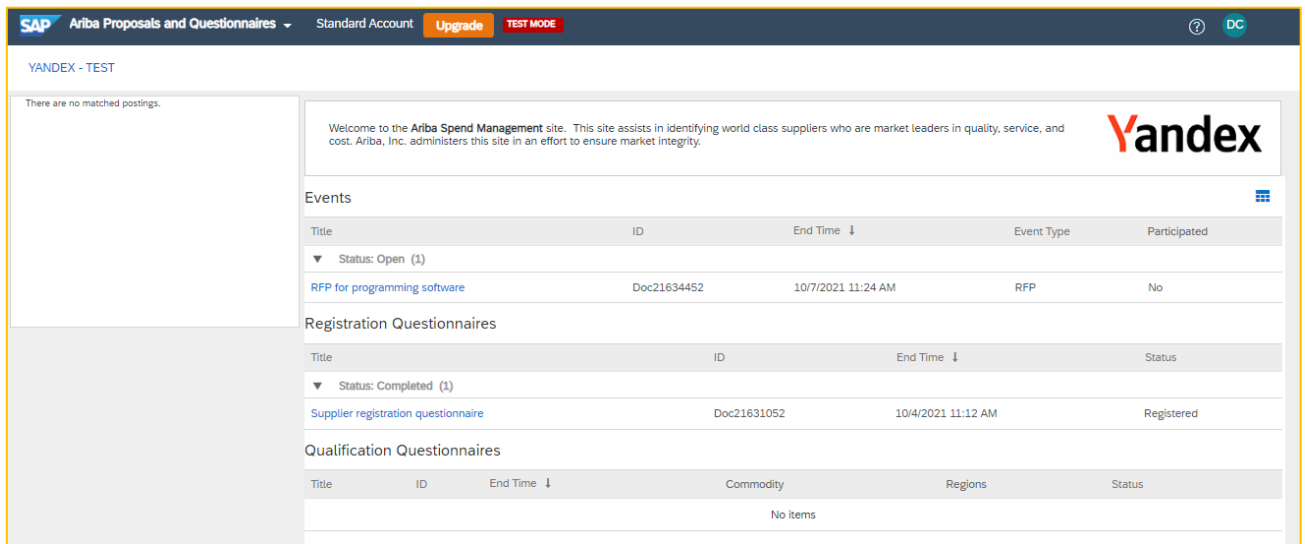 SAP Ariba Proposals and Questionnaires Standard Account Upgrade TEST MODE ? DC
YANDEX - TEST
There are no matched postings.
Welcome to the Ariba Spend Management site. This site assists in identifying world class suppliers who are market leaders in quality, service, and
cost. Ariba, Inc. administers this site in an effort to ensure market integrity.
Yandex
Events
Title ID End Time ↓ Event Type Participated
▼ Status: Open (1)
RFP for programming software Doc21634452 10/7/2021 11:24 AM RFP No
Registration Questionnaires
Title ID End Time ↓ Status
▼ Status: Completed (1)
Supplier registration questionnaire Doc21631052 10/4/2021 11:12 AM Registered
Qualification Questionnaires
Title ID End Time ↓ Commodity Regions Status
No items